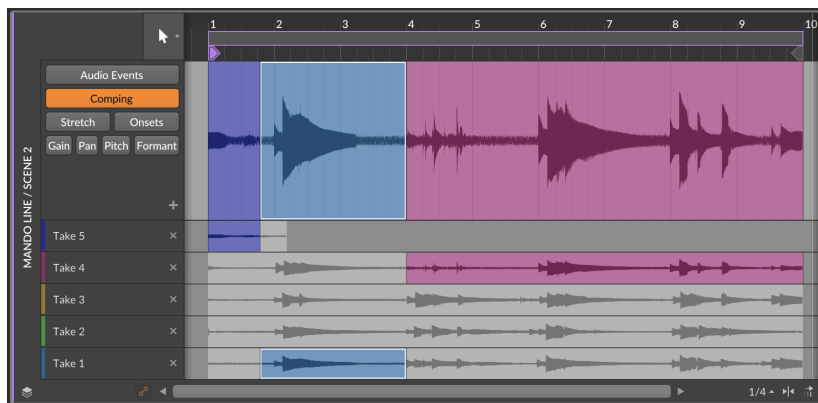 1 2 3 4 5 6 7 8 9 10
MANDO LINE / SCENE 2
Audio Events
Comping
Stretch Onsets
Gain Pan Pitch Formant
+
Take 5 ×
Take 4 ×
Take 3 ×
Take 2 ×
Take 1 ×
1/4